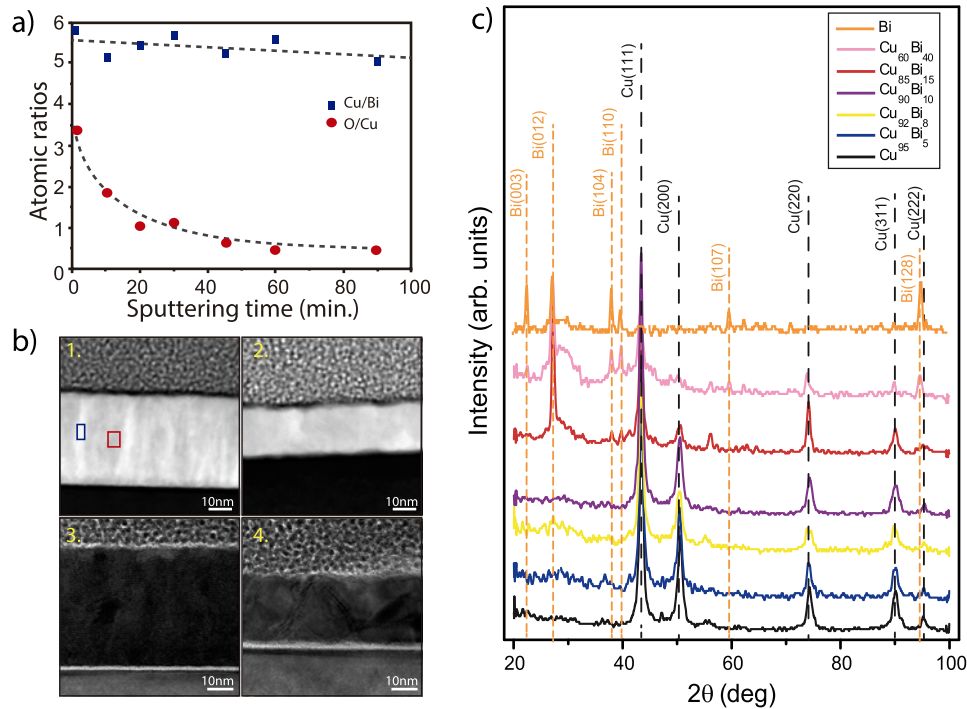 a)
Atomic ratios
6
5
4
3
2
1
0
0 20 40 60 80 100
Sputtering time (min.)
Cu/Bi
O/Cu
b)
1.
10nm
2.
10nm
3.
10nm
4.
10nm
c)
Intensity (arb. units)
Bi(003)
Bi(012)
Bi(104)
Bi(110)
Cu(111)
Cu(200)
Bi(107)
Cu(220)
Cu(311)
Bi(128)
Cu(222)
Bi
Cu60Bi40
Cu85Bi15
Cu90Bi10
Cu92Bi8
Cu95Bi5
Cu
20 40 60 80 100
2θ (deg)